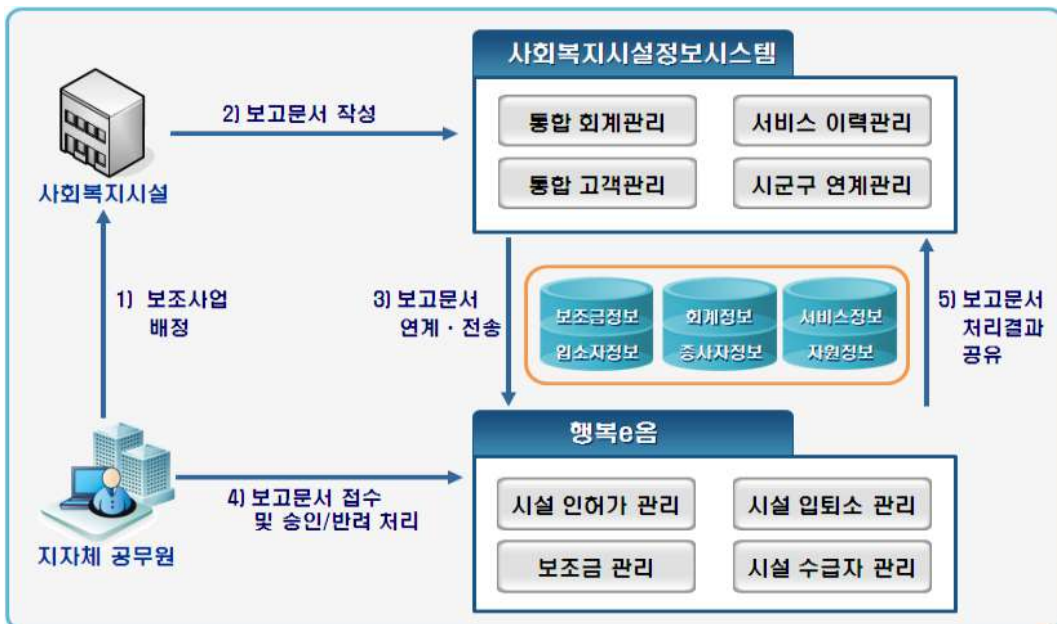 사회복지시설정보시스템
통합 회계관리
서비스 이력관리
통합 고객관리
시군구 연계관리
2) 보고문서 작성
사회복지시설
1) 보조사업
배정
3) 보고문서
연계·전송
보조금정보
입소자정보
회계정보
종사자정보
서비스정보
자원정보
5) 보고문서
처리결과
공유
행복e음
시설 인허가 관리
시설 입퇴소 관리
보조금 관리
시설 수급자 관리
4) 보고문서 접수
및 승인/반려 처리
지자체 공무원